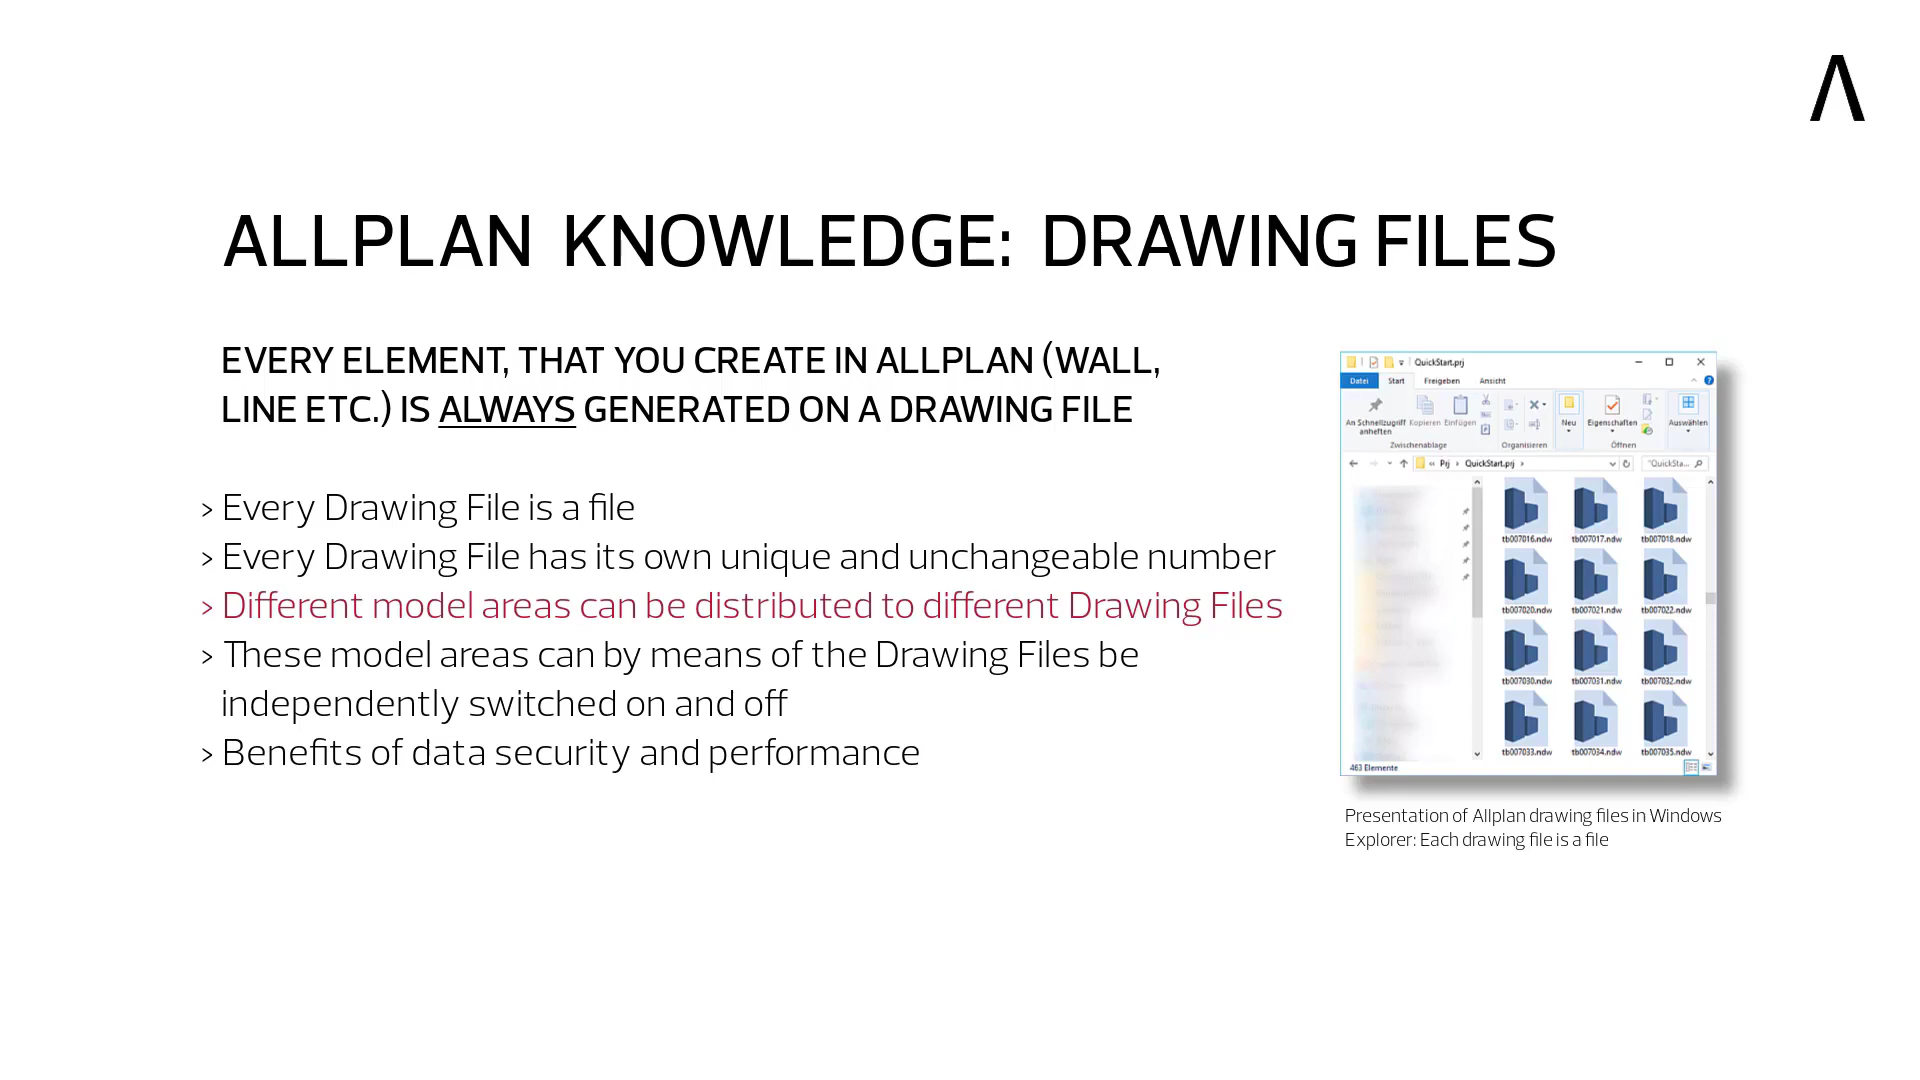 ALLPLAN KNOWLEDGE: DRAWING FILES
EVERY ELEMENT, THAT YOU CREATE IN ALLPLAN (WALL,
LINE ETC.) IS ALWAYS GENERATED ON A DRAWING FILE
> Every Drawing File is a file
> Every Drawing File has its own unique and unchangeable number
> Different model areas can be distributed to different Drawing Files
> These model areas can by means of the Drawing Files be
independently switched on and off
> Benefits of data security and performance
QuickStart.prj
Datei Start Freigeben Ansicht
An Schnellzugriff Kopieren Einfügen Neu Eigenschaften Auswählen
anheften
Zwischenablage Organisieren Öffnen
« Prj > QuickStart.prj > "QuickSta...
tb007016.ndw tb007017.ndw tb007018.ndw
tb007020.ndw tb007021.ndw tb007022.ndw
tb007030.ndw tb007031.ndw tb007032.ndw
tb007033.ndw tb007034.ndw tb007035.ndw
463 Elemente
Presentation of Allplan drawing files in Windows
Explorer: Each drawing file is a file